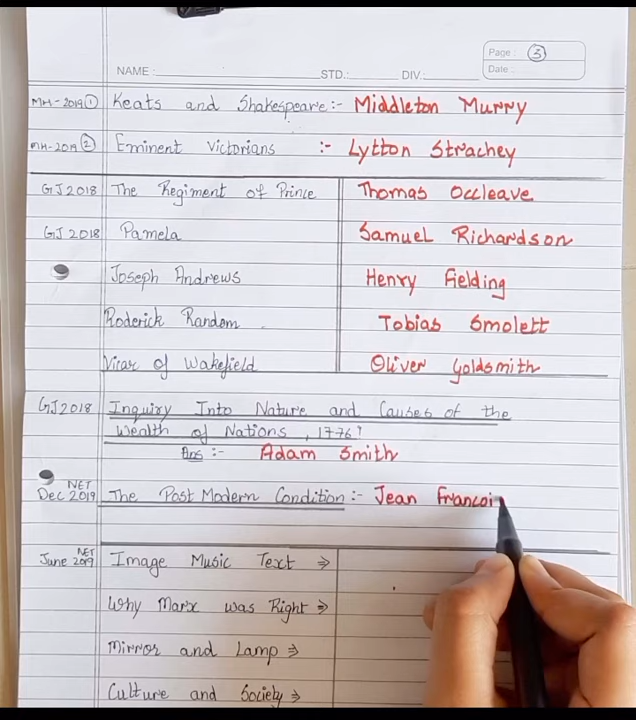 Page: 3
NAME: STD.: DIV.: Date:
MH-2019 ① Keats and Shakespeare:- Middleton Murry
MH-2019 ② Eminent Victorians :- Lytton Strachey
GJ 2018 The Regiment of Prince Thomas Occleave
GJ 2018 Pamela Samuel Richardson
Joseph Andrews Henry Fielding
Roderick Random Tobias Smolett
Vicar of Wakefield Oliver Goldsmith
GJ 2018 Inquiry Into Nature and Causes of the
Wealth of Nations, 1776?
Ans :- Adam Smith
NET
Dec 2019 The Post Modern Condition :- Jean Francoi
NET
June 2019 Image Music Text ⇒
Why Marx was Right ⇒
Mirror and Lamp ⇒
Culture and Society ⇒